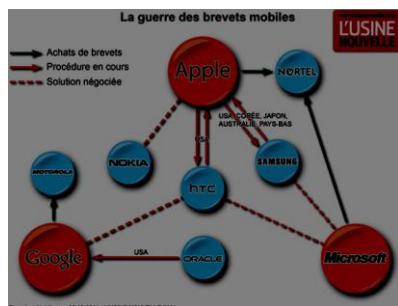 La guerre des brevets mobiles
L'USINE
NOUVELLE
Achats de brevets
Procédure en cours
Solution négociée
Apple
NORTEL
USA, CORÉE, JAPON,
AUSTRALIE, PAYS-BAS
USA
NOKIA
SAMSUNG
MOTOROLA
hTC
Google
USA
ORACLE
Microsoft